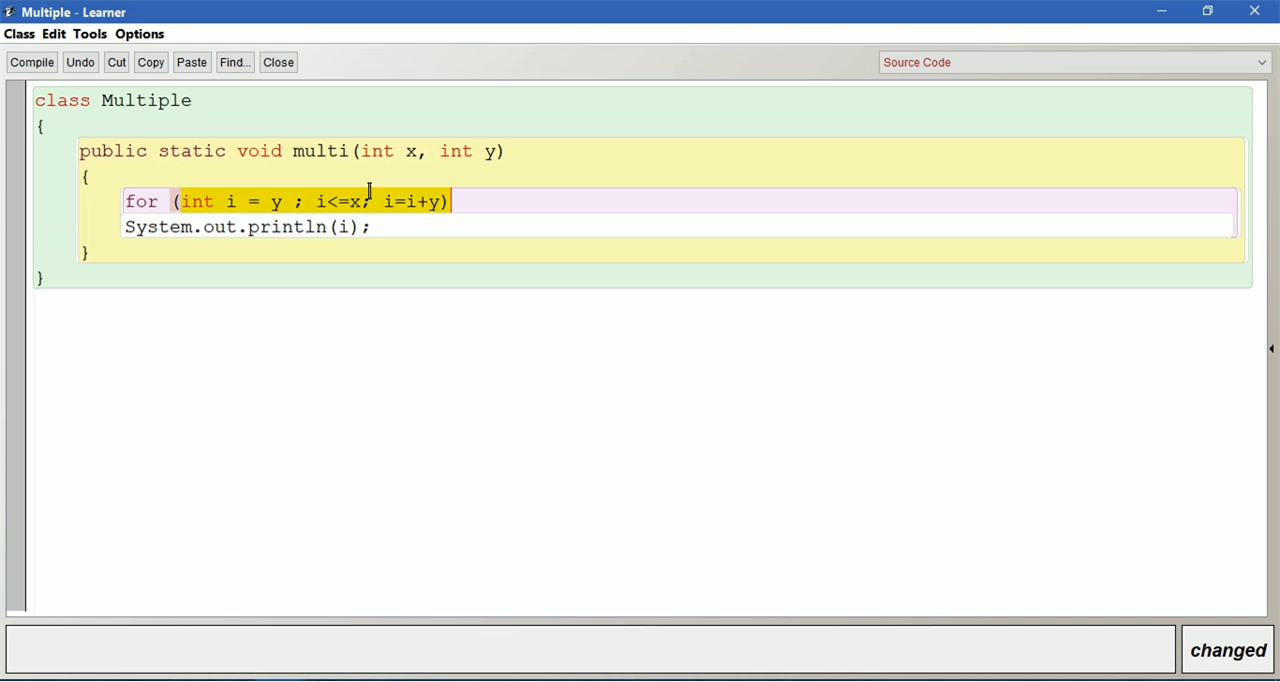 Multiple - Learner
Class Edit Tools Options
Compile Undo Cut Copy Paste Find... Close Source Code
class Multiple
{
public static void multi(int x, int y)
{
for (int i = y ; i<=x; i=i+y)
System.out.println(i);
}
}
changed